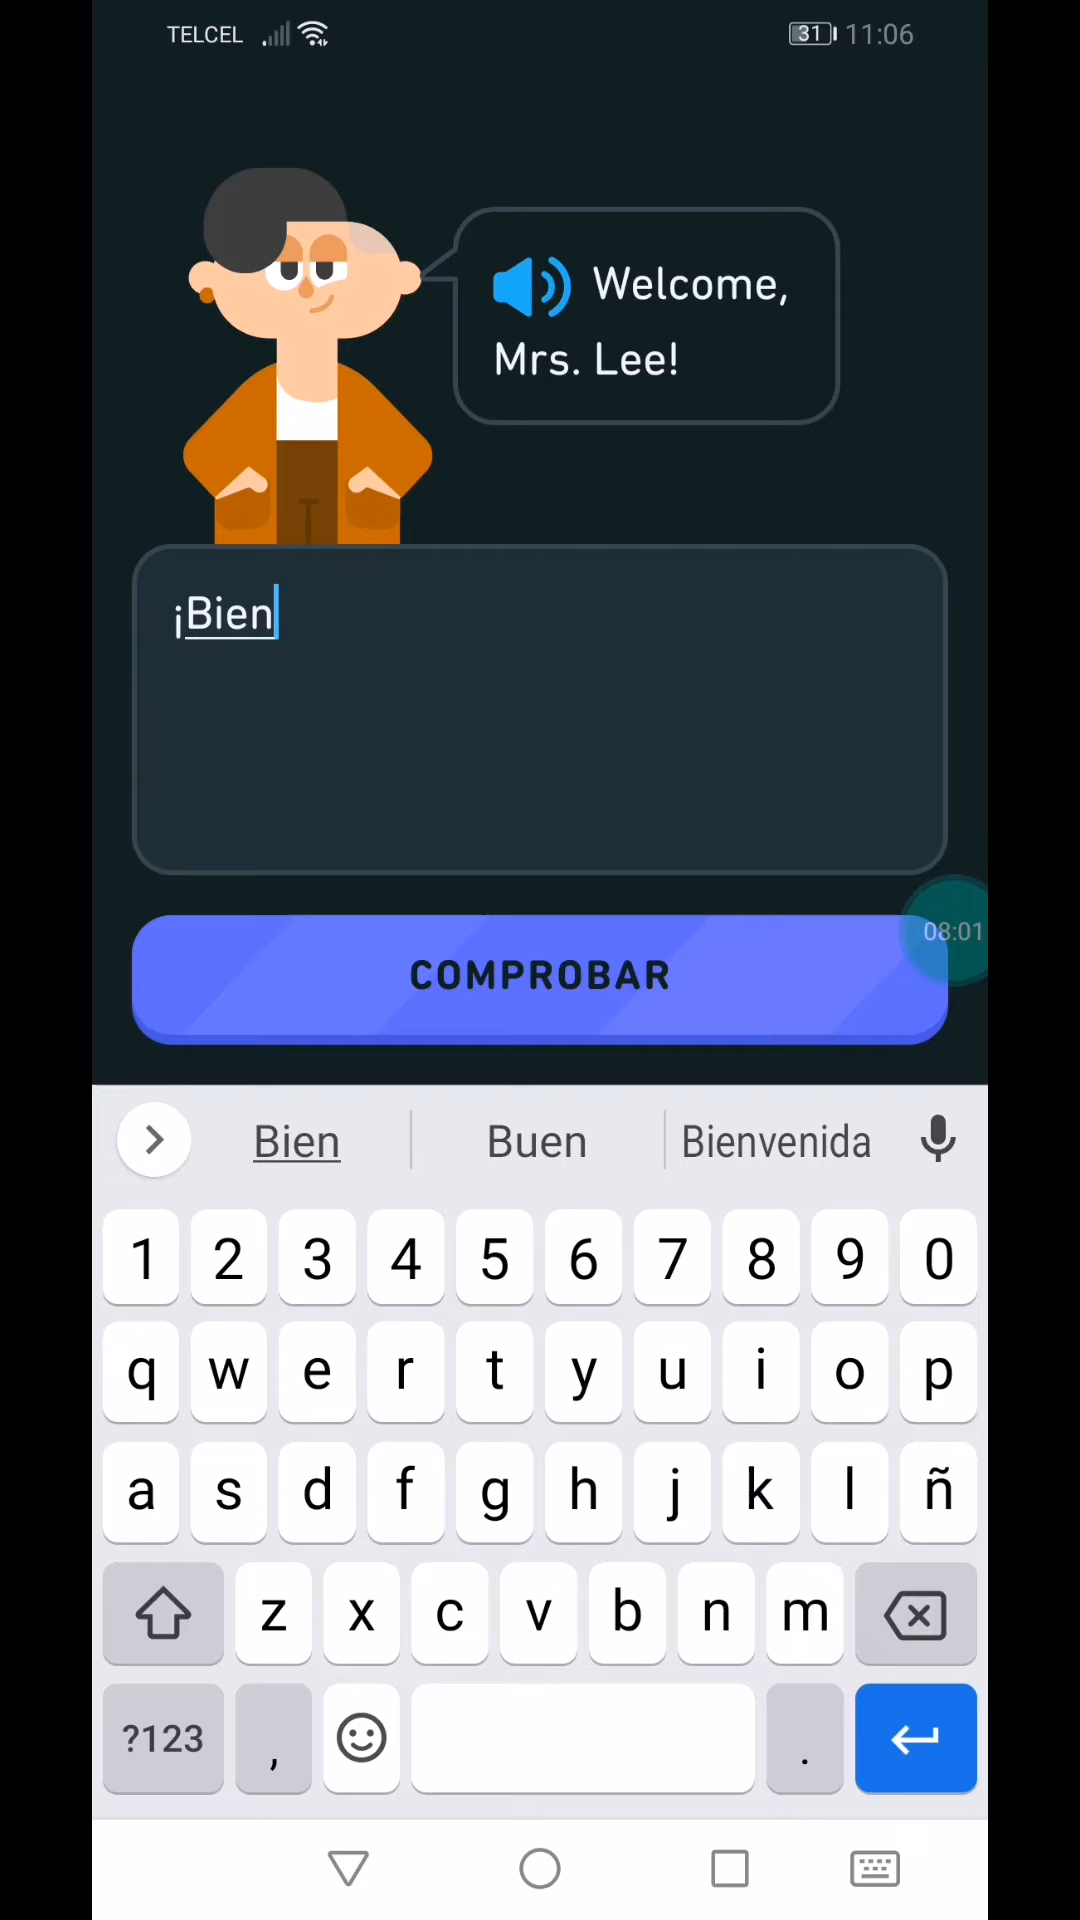 TELCEL 31 11:06
Welcome,
Mrs. Lee!
¡Bien
08:01
COMPROBAR
Bien Buen Bienvenida
1 2 3 4 5 6 7 8 9 0
q w e r t y u i o p
a s d f g h j k l ñ
z x c v b n m
?123 , .